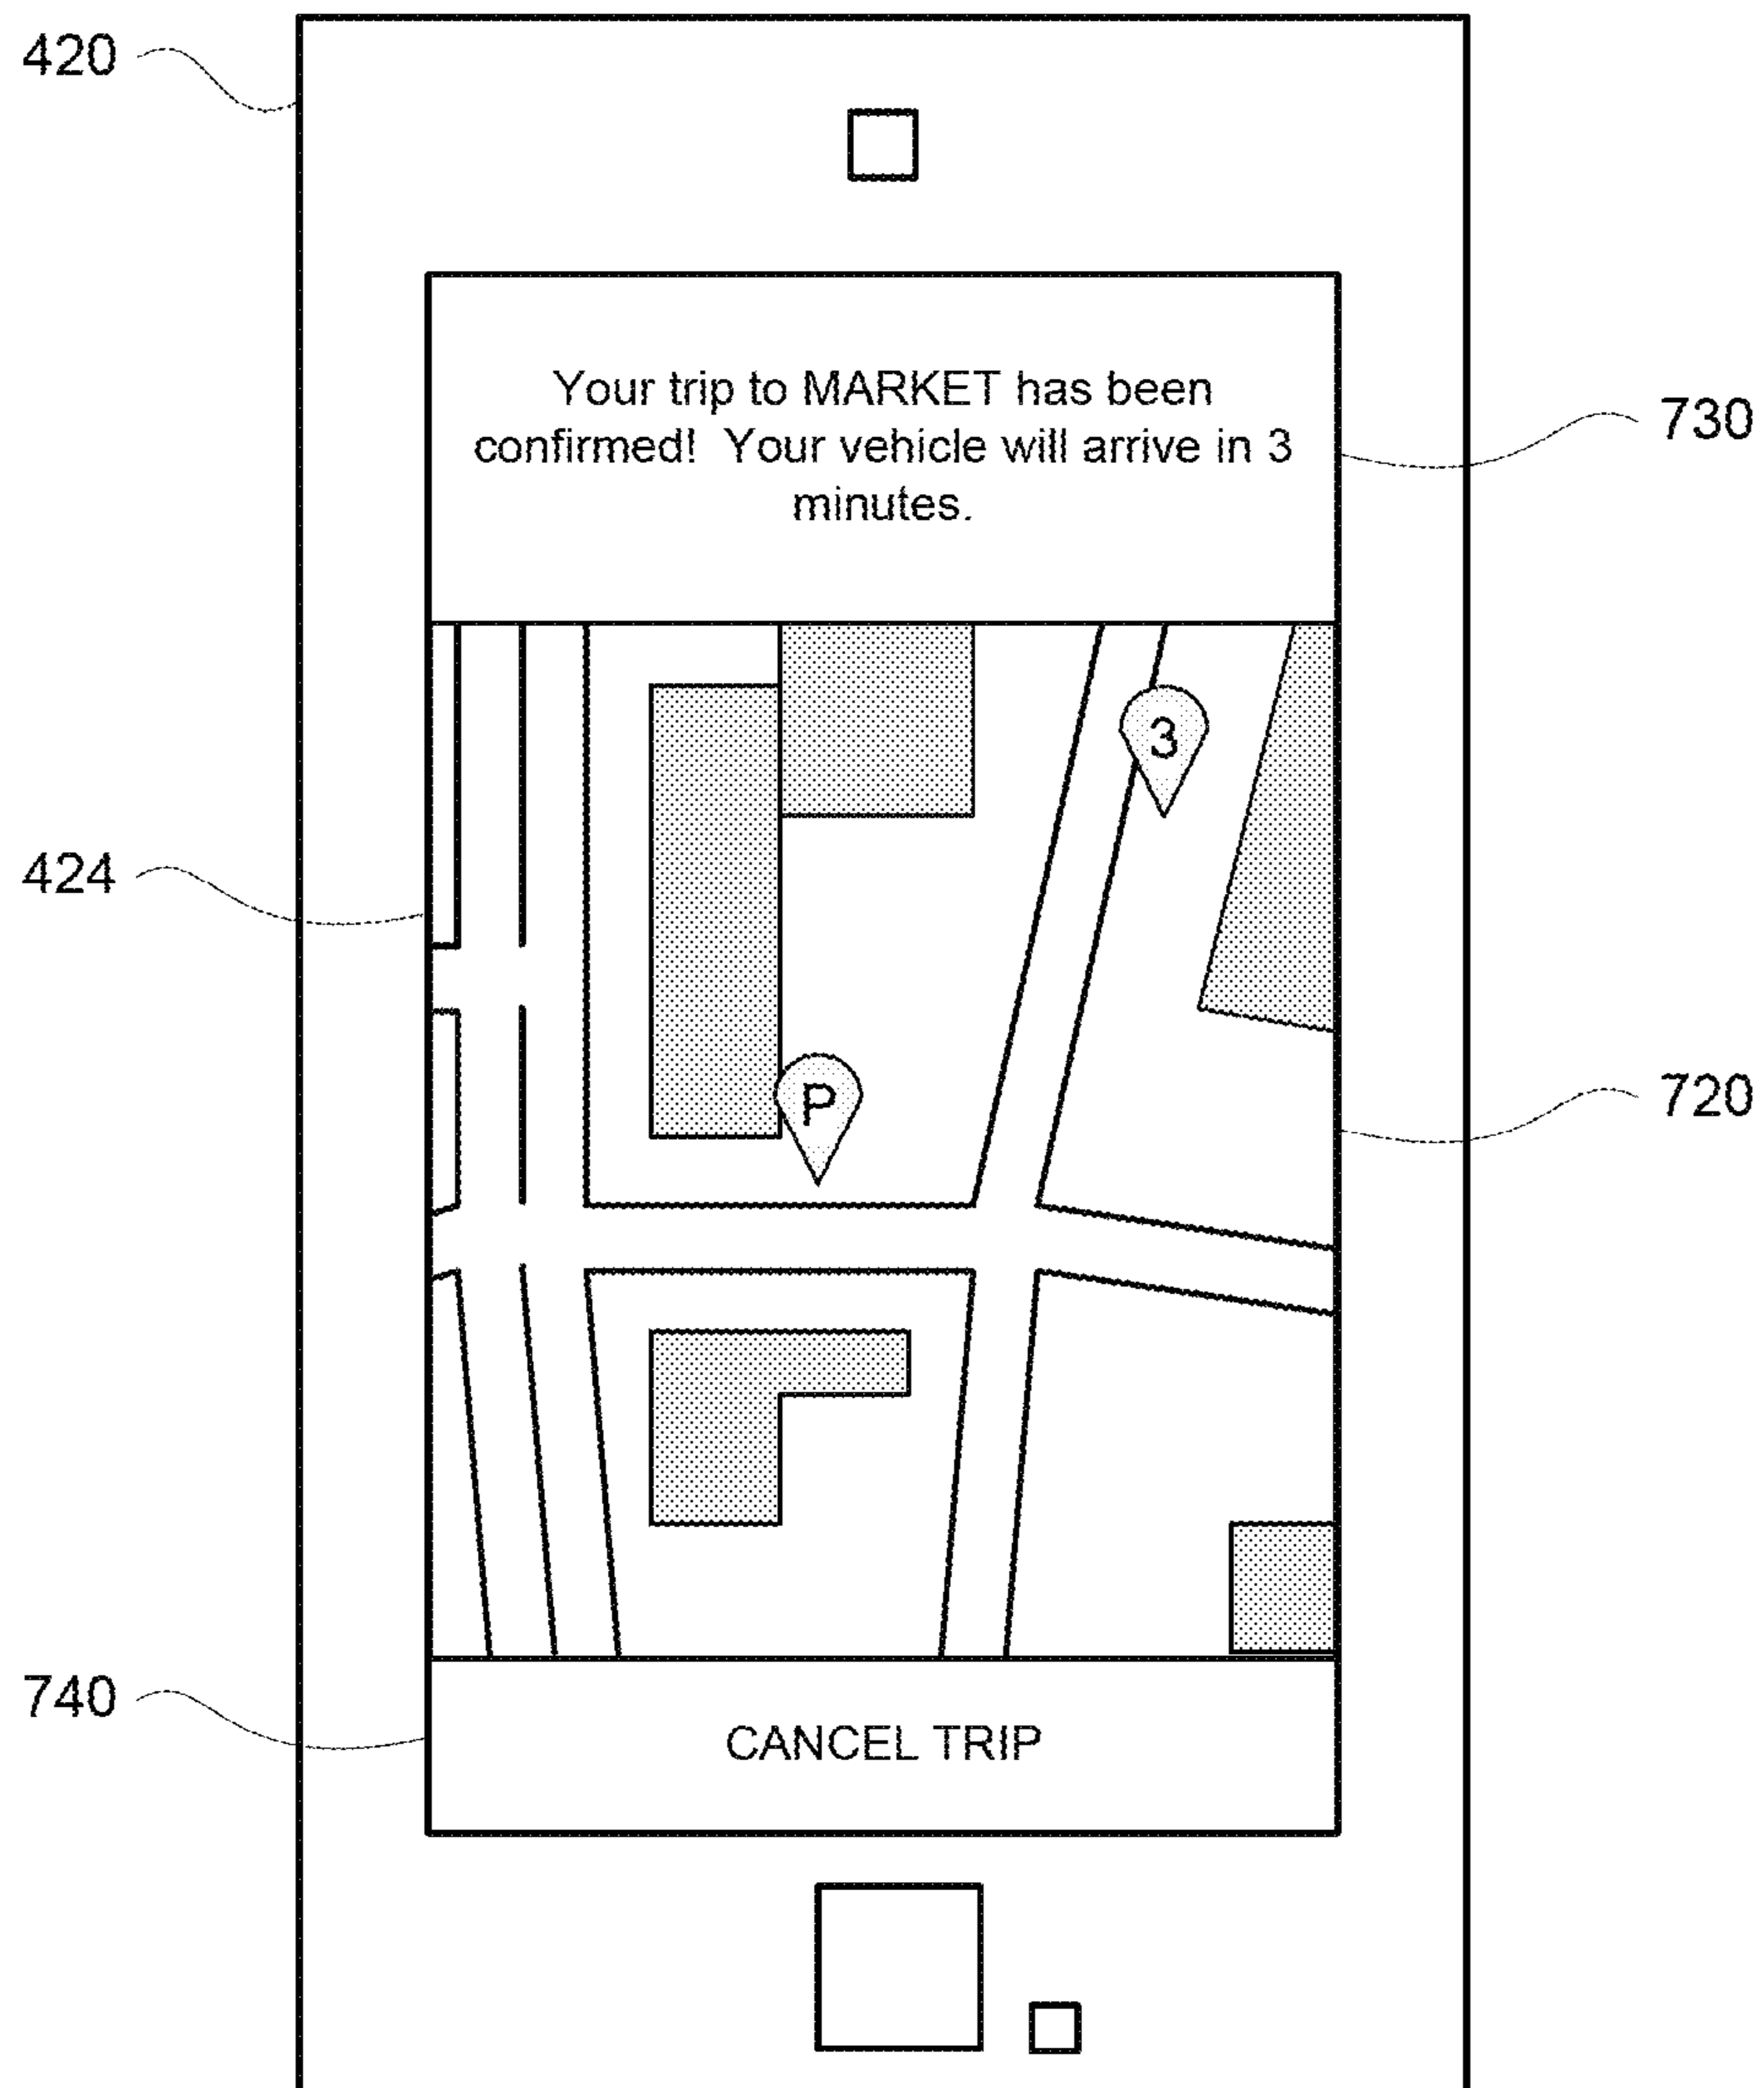 420
Your trip to MARKET has been
confirmed! Your vehicle will arrive in 3
minutes.
730
3
424
P
720
740
CANCEL TRIP